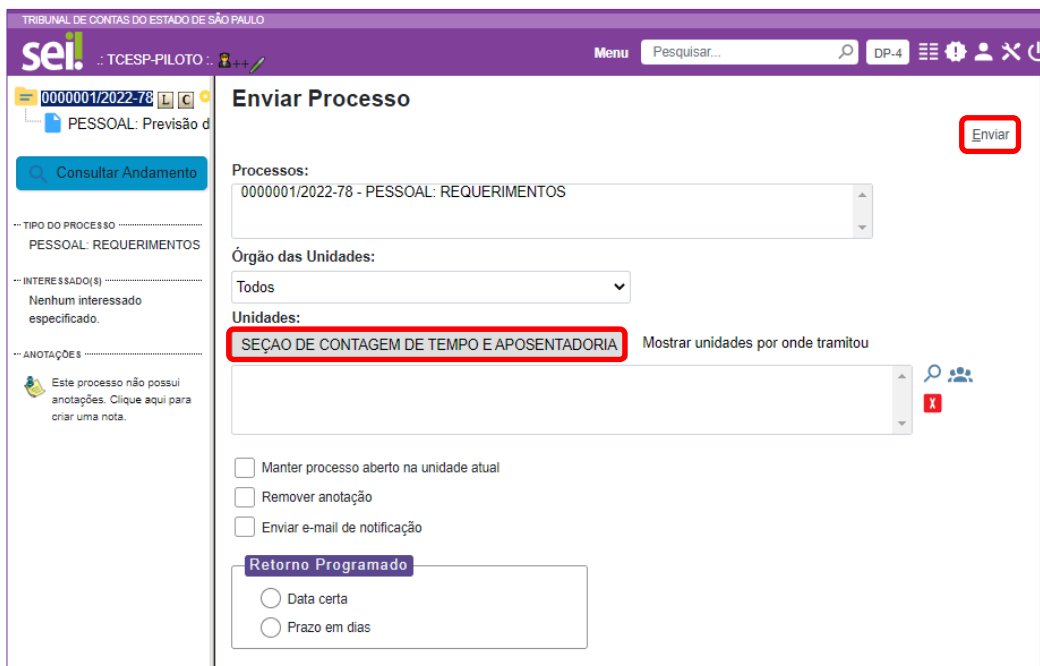 TRIBUNAL DE CONTAS DO ESTADO DE SÃO PAULO
sei! .: TCESP-PILOTO :. ++ Menu Pesquisar... DP-4
0000001/2022-78 L C
PESSOAL: Previsão d
Consultar Andamento
TIPO DO PROCESSO
PESSOAL: REQUERIMENTOS
INTERESSADO(S)
Nenhum interessado
especificado.
ANOTAÇÕES
Este processo não possui
anotações. Clique aqui para
criar uma nota.
Enviar Processo
Enviar
Processos:
0000001/2022-78 - PESSOAL: REQUERIMENTOS
Órgão das Unidades:
Todos
Unidades:
SEÇAO DE CONTAGEM DE TEMPO E APOSENTADORIA Mostrar unidades por onde tramitou
X
Manter processo aberto na unidade atual
Remover anotação
Enviar e-mail de notificação
Retorno Programado
Data certa
Prazo em dias